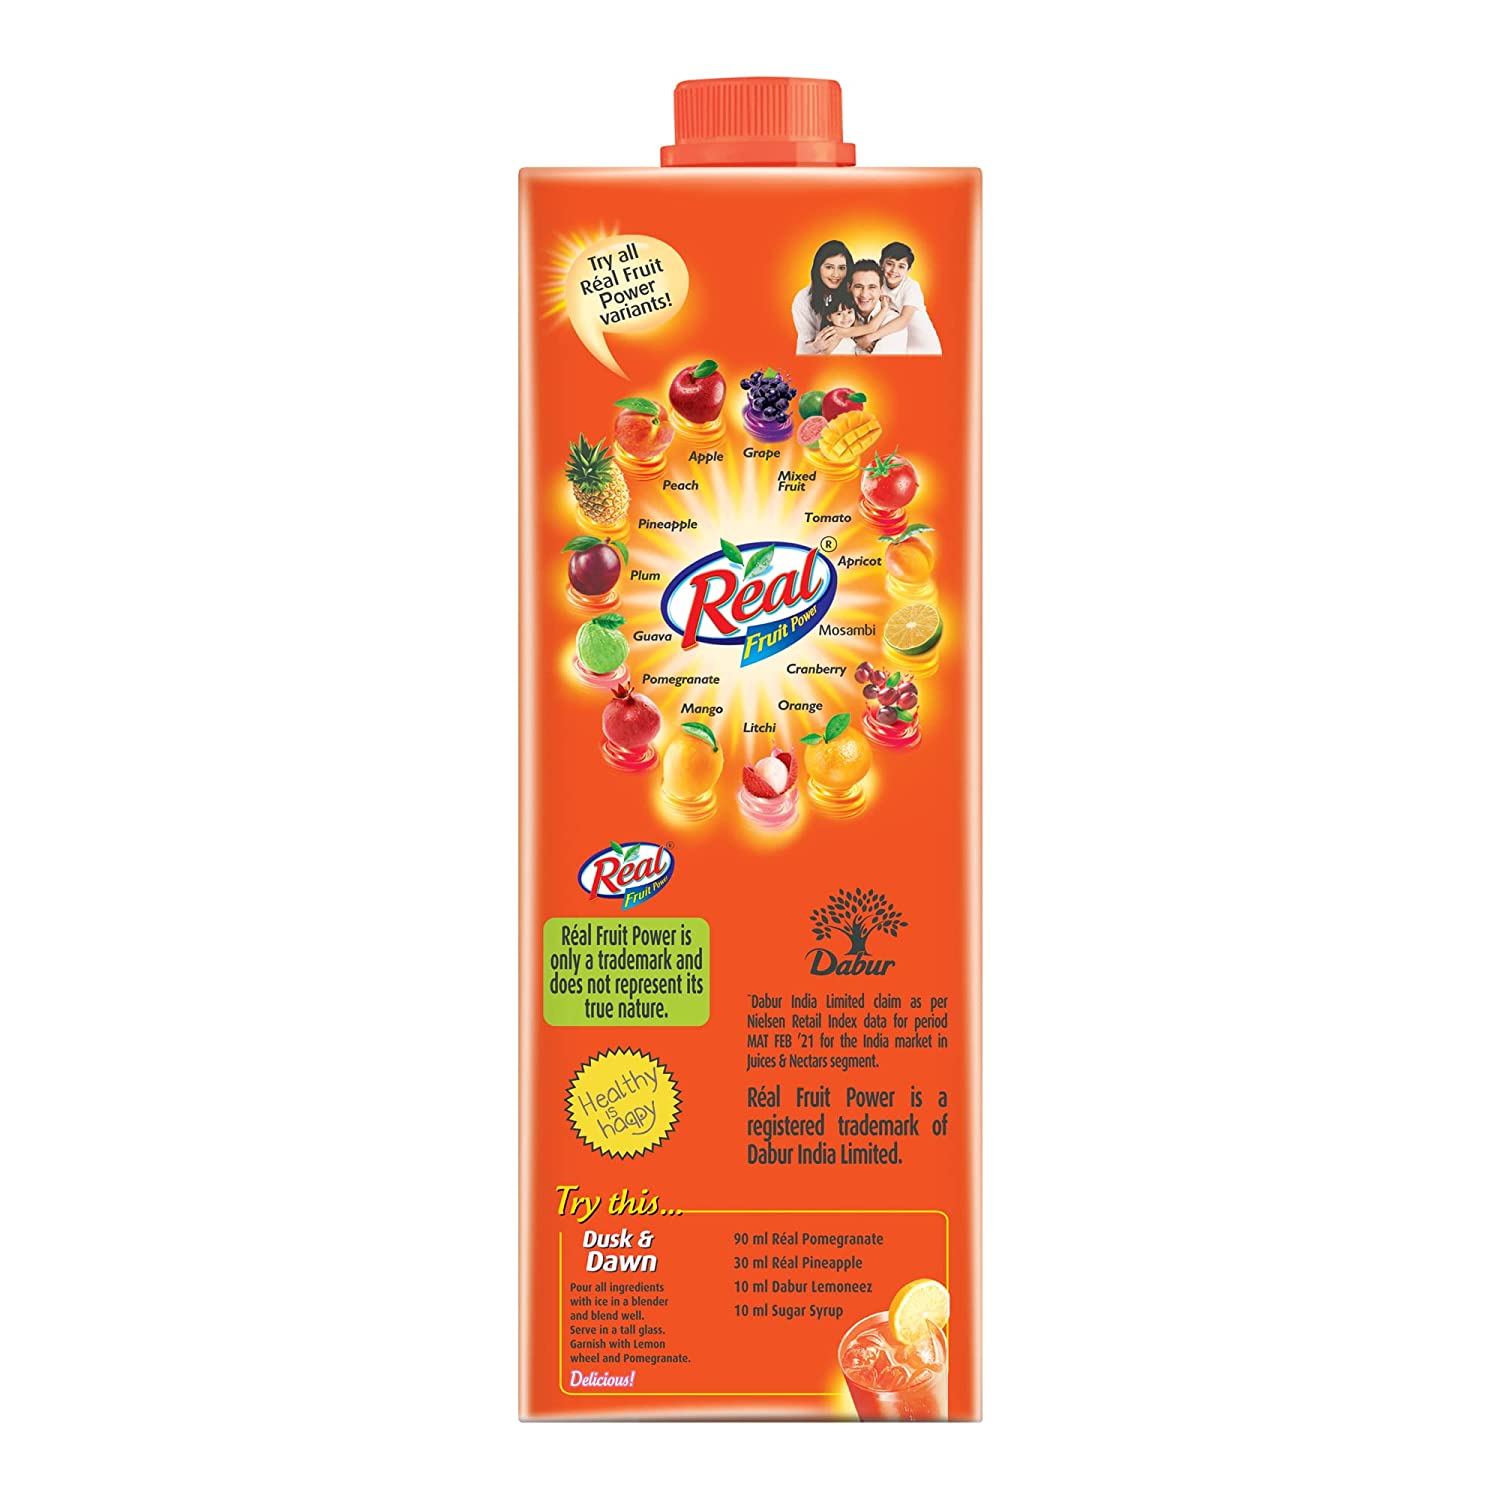 Try all
Réal Fruit
Power
variants!
Apple
Grape
Mixed
Fruit
Peach
Tomato
Pineapple
Apricot
Plum
Réal
®
Fruit Power
Guava
Mosambi
Pomegranate
Cranberry
Mango
Orange
Litchi
Réal
®
Fruit Power
Réal Fruit Power is
only a trademark and
does not represent its
true nature.
Dabur
~Dabur India Limited claim as per
Nielsen Retail Index data for period
MAT FEB '21 for the India market in
Juices & Nectars segment.
Healthy
is
happy
Réal Fruit Power is a
registered trademark of
Dabur India Limited.
Try this...
Dusk &
Dawn
Pour all ingredients
with ice in a blender
and blend well.
Serve in a tall glass.
Garnish with Lemon
wheel and Pomegranate.
Delicious!
90 ml Réal Pomegranate
30 ml Réal Pineapple
10 ml Dabur Lemoneez
10 ml Sugar Syrup